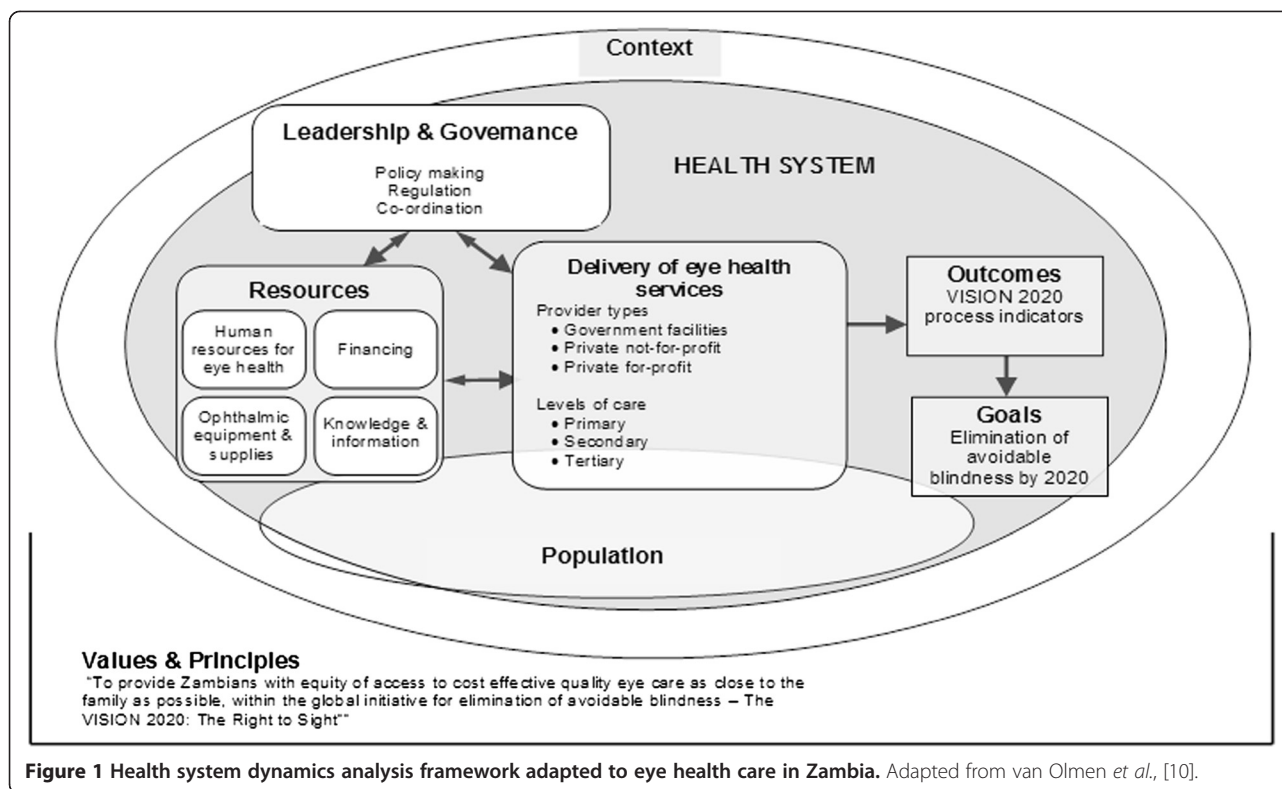 Context
Leadership & Governance
Policy making
Regulation
Co-ordination
HEALTH SYSTEM
Resources
Human
resources for
eye health
Financing
Ophthalmic
equipment &
supplies
Knowledge &
information
Delivery of eye health
services
Provider types
• Government facilities
• Private not-for-profit
• Private for-profit
Levels of care
• Primary
• Secondary
• Tertiary
Outcomes
VISION 2020
process indicators
Goals
Elimination of
avoidable
blindness by 2020
Population
Values & Principles
"To provide Zambians with equity of access to cost effective quality eye care as close to the
family as possible, within the global initiative for elimination of avoidable blindness – The
VISION 2020: The Right to Sight""
Figure 1 Health system dynamics analysis framework adapted to eye health care in Zambia. Adapted from van Olmen et al., [10].